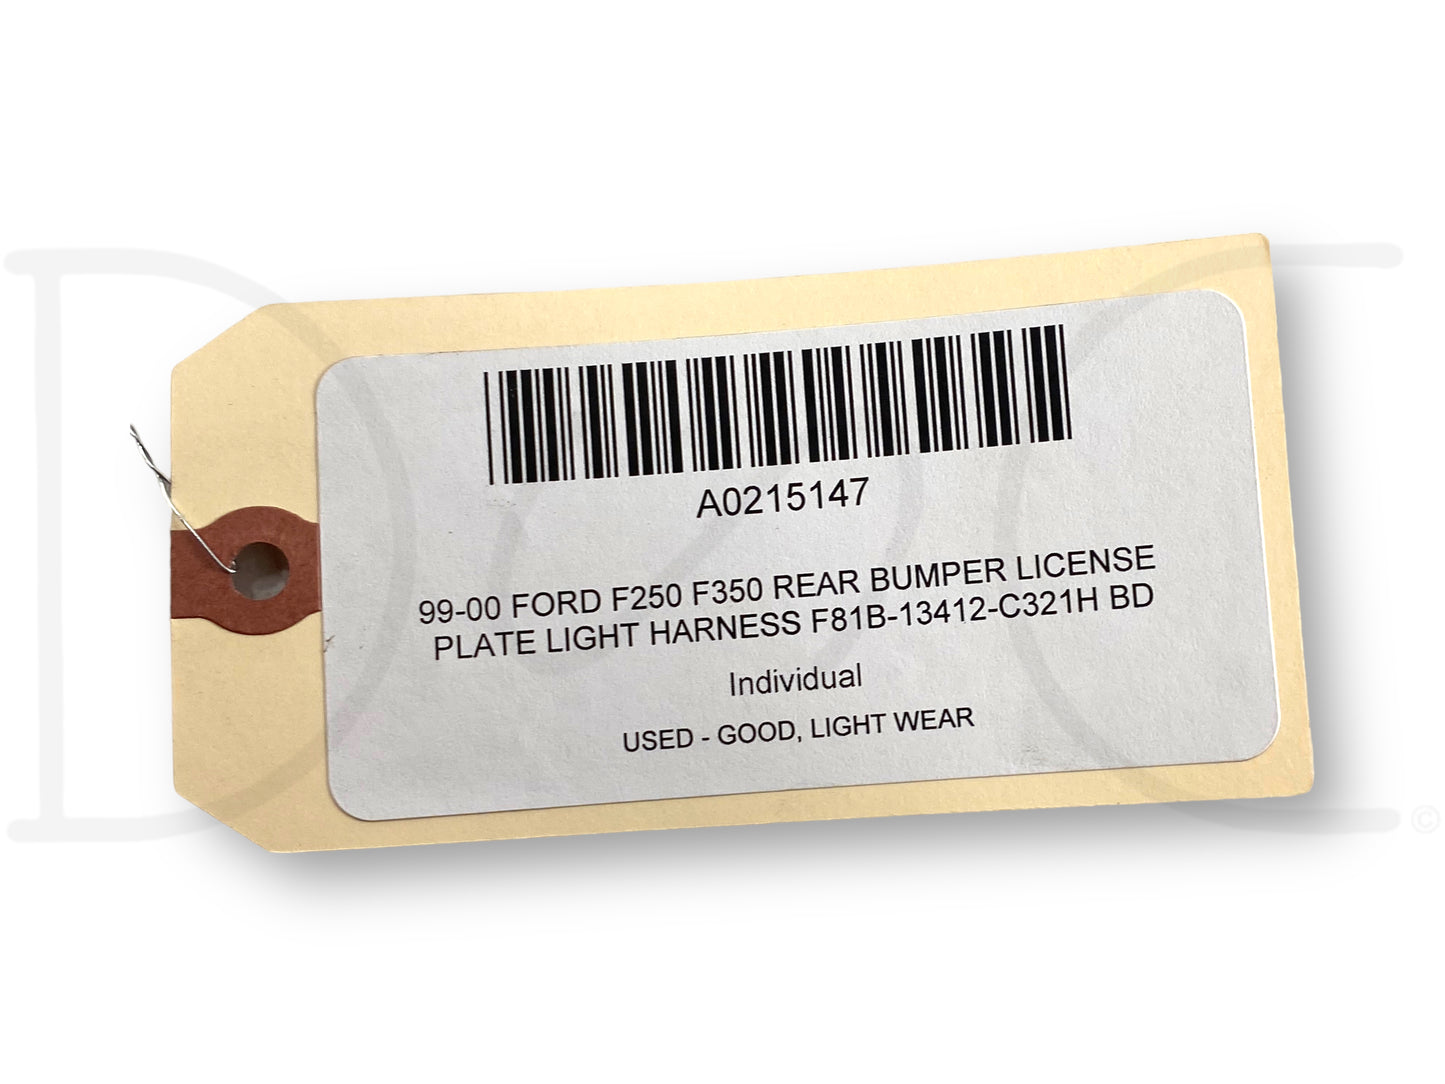 A0215147
99-00 FORD F250 F350 REAR BUMPER LICENSE
PLATE LIGHT HARNESS F81B-13412-C321H BD
Individual
USED - GOOD, LIGHT WEAR
©